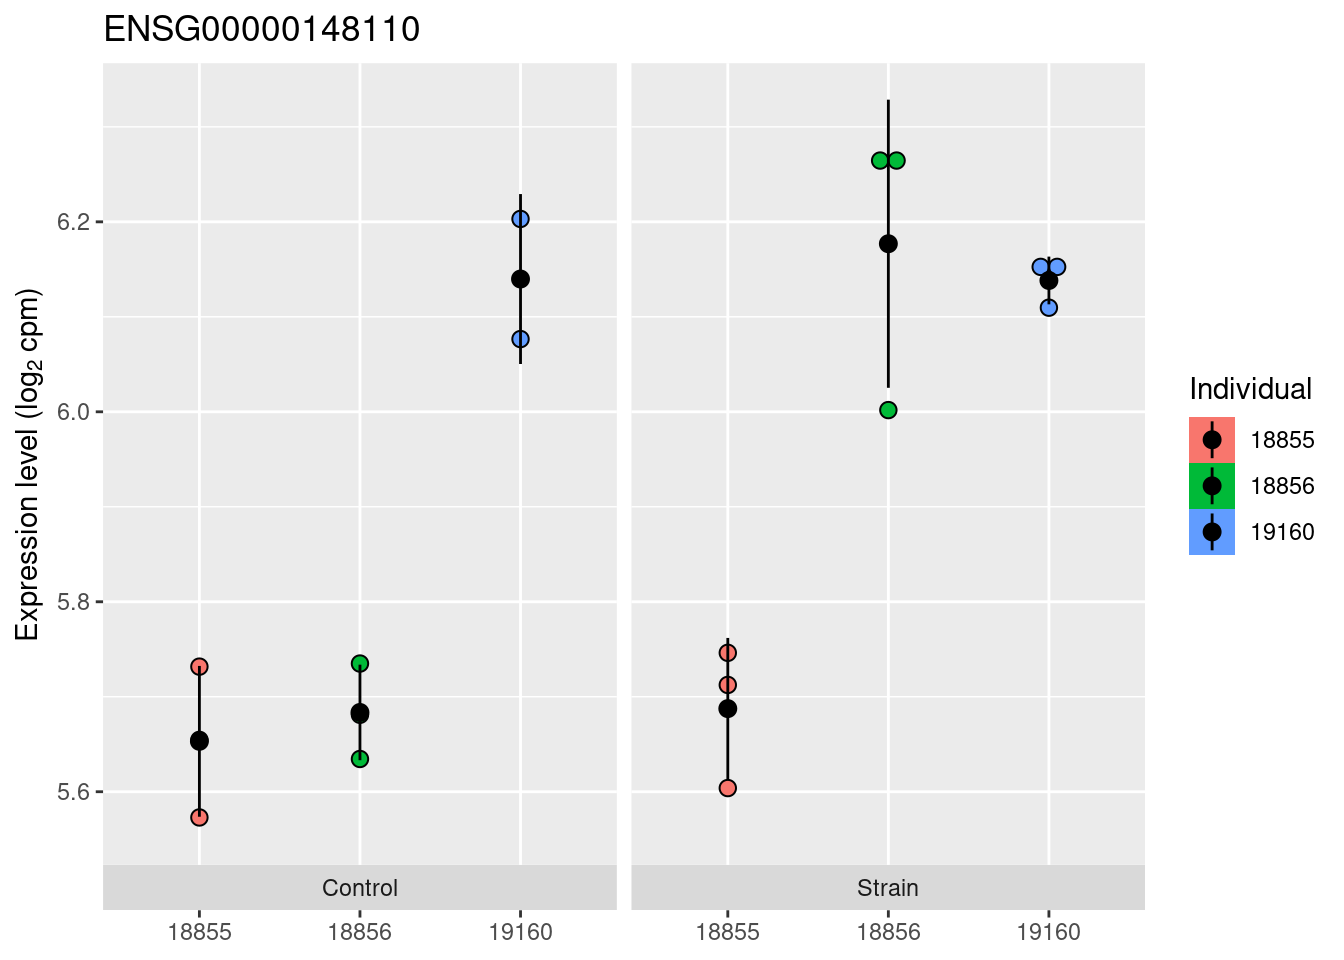 ENSG00000148110
Expression level (log₂ cpm)
6.2
6.0
5.8
5.6
Control
Strain
18855
18856
19160
18855
18856
19160
Individual
18855
18856
19160